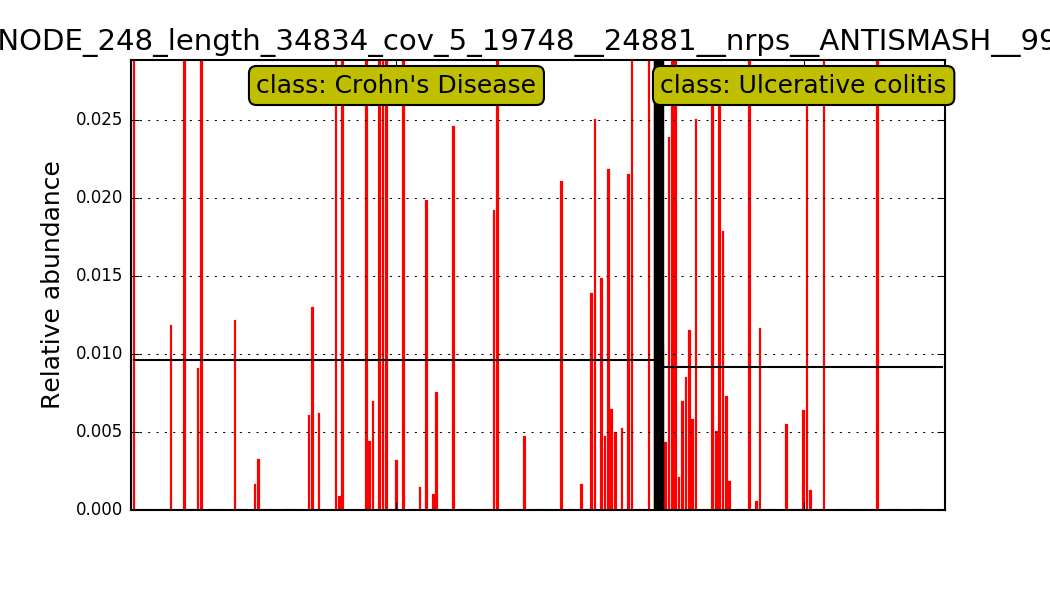 NODE_248_length_34834_cov_5_19748__24881__nrps__ANTISMASH__99
class: Crohn's Disease
class: Ulcerative colitis
Relative abundance
0.025
0.020
0.015
0.010
0.005
0.000